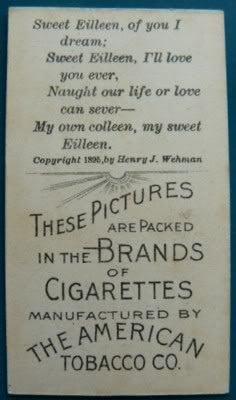 Sweet Eilleen, of you I
dream;
Sweet Eilleen, I'll love
you ever,
Naught our life or love
can sever—
My own colleen, my sweet
Eilleen.
Copyright 1895, by Henry J. Wehman
THESE PICTURES
ARE PACKED
IN THE BRANDS
OF
CIGARETTES
MANUFACTURED BY
THE AMERICAN
TOBACCO CO.